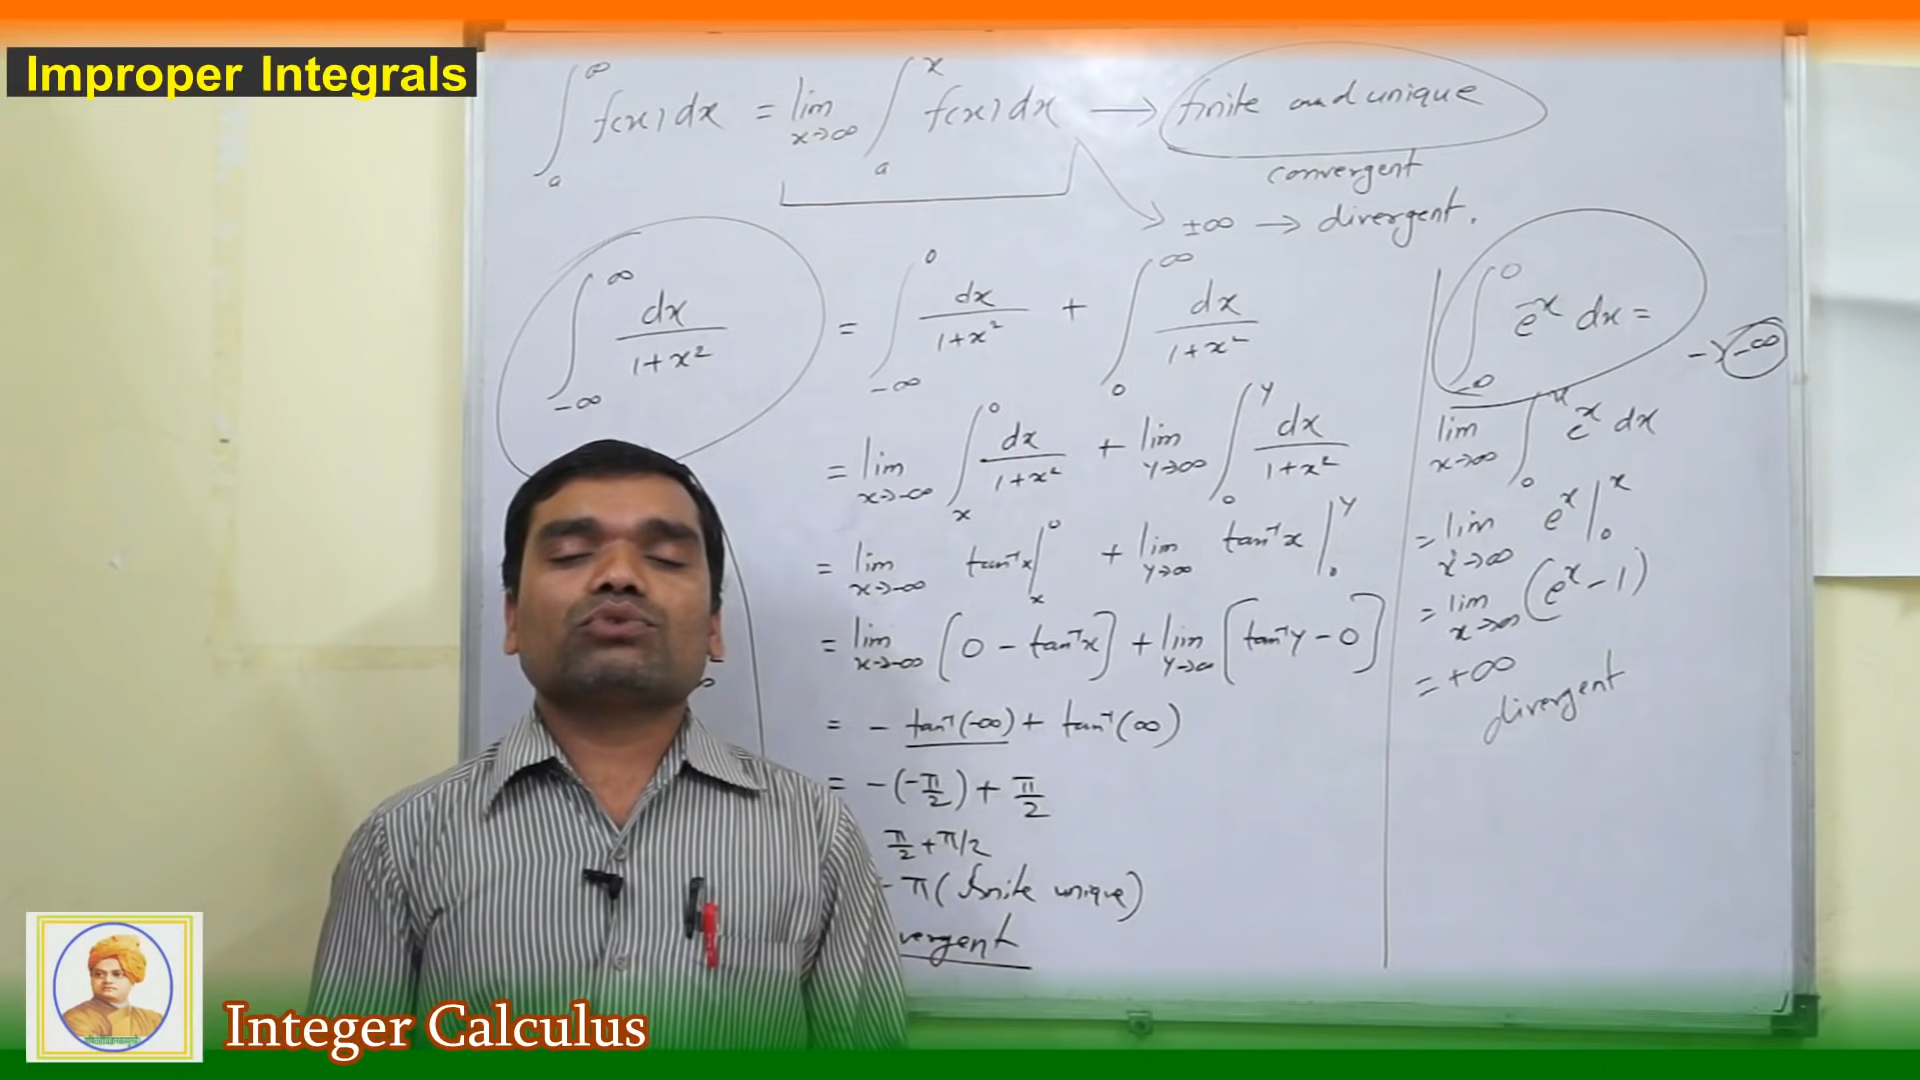 Improper Integrals
∫_a^∞ f(x) dx = lim_{x→∞} ∫_a^x f(x) dx → finite and unique
convergent
±∞ → divergent.
∫_{-∞}^∞ dx/(1+x²) = ∫_{-∞}^0 dx/(1+x²) + ∫_0^∞ dx/(1+x²)
= lim_{x→-∞} ∫_x^0 dx/(1+x²) + lim_{y→∞} ∫_0^y dx/(1+x²)
= lim_{x→-∞} tan⁻¹x |_x^0 + lim_{y→∞} tan⁻¹x |_0^y
= lim_{x→-∞} [0 - tan⁻¹x] + lim_{y→∞} [tan⁻¹y - 0]
= - tan⁻¹(-∞) + tan⁻¹(∞)
= -(-π/2) + π/2
π/2 + π/2
- π (finite unique)
vergent
∫_{-∞}^0 e^{-x} dx =
→ -∞
lim_{x→∞} ∫_0^x e^x dx
= lim_{x→∞} e^x |_0^x
= lim_{x→∞} (e^x - 1)
= +∞
divergent
Integer Calculus